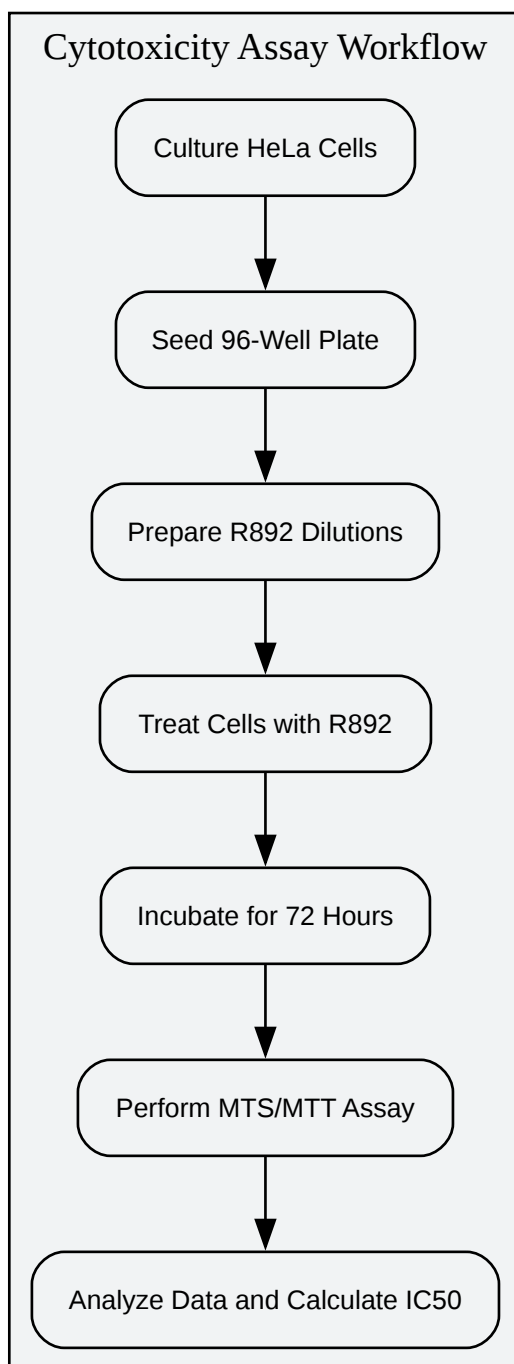 Cytotoxicity Assay Workflow
Culture HeLa Cells
Seed 96-Well Plate
Prepare R892 Dilutions
Treat Cells with R892
Incubate for 72 Hours
Perform MTS/MTT Assay
Analyze Data and Calculate IC50